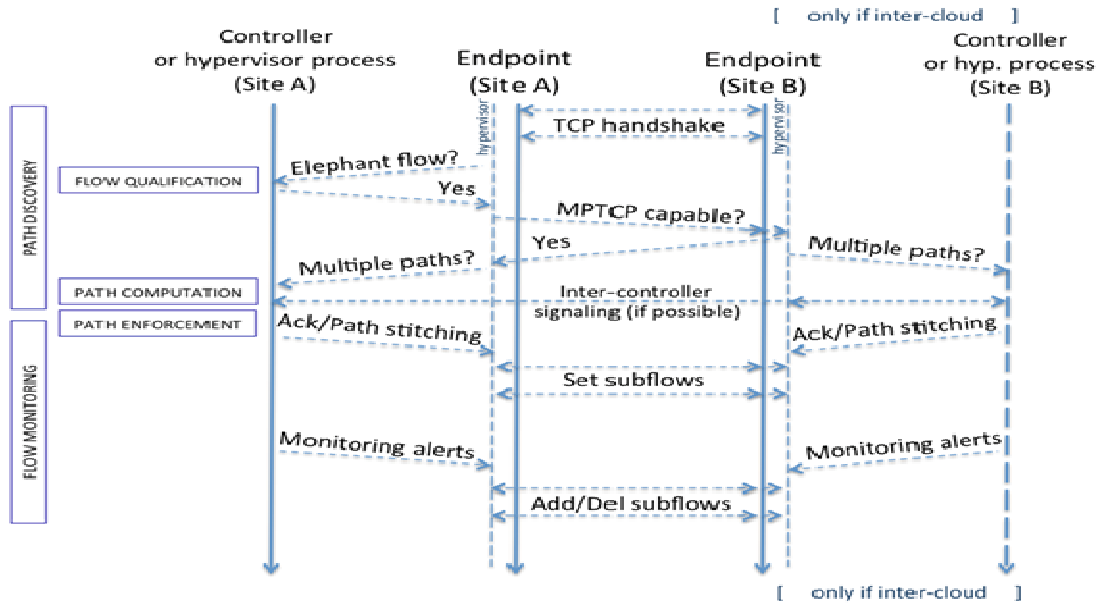 [ only if inter-cloud ]
Controller
or hypervisor process
(Site A)
Endpoint
(Site A)
Endpoint
(Site B)
Controller
or hyp. process
(Site B)
hypervisor
hypervisor
TCP handshake
PATH DISCOVERY
Elephant flow?
FLOW QUALIFICATION
Yes
MPTCP capable?
Yes
Multiple paths?
Multiple paths?
PATH COMPUTATION
Inter-controller
signaling (if possible)
PATH ENFORCEMENT
Ack/Path stitching
Ack/Path stitching
Set subflows
FLOW MONITORING
Monitoring alerts
Monitoring alerts
Add/Del subflows
[ only if inter-cloud ]